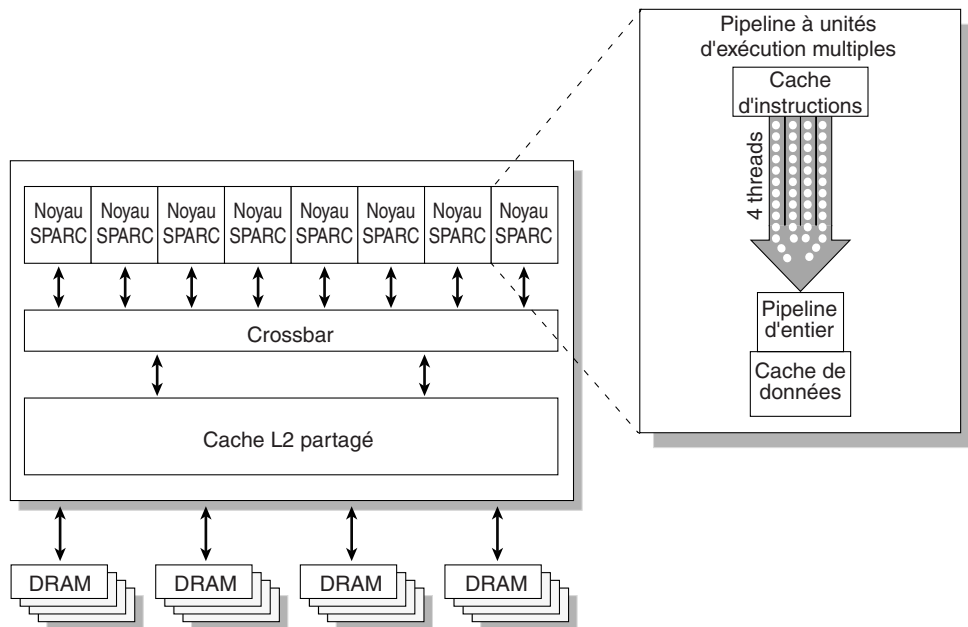 Pipeline à unités
d'exécution multiples
Cache
d'instructions
4 threads
Pipeline
d'entier
Cache de
données
Noyau
SPARC
Noyau
SPARC
Noyau
SPARC
Noyau
SPARC
Noyau
SPARC
Noyau
SPARC
Noyau
SPARC
Noyau
SPARC
Crossbar
Cache L2 partagé
DRAM
DRAM
DRAM
DRAM